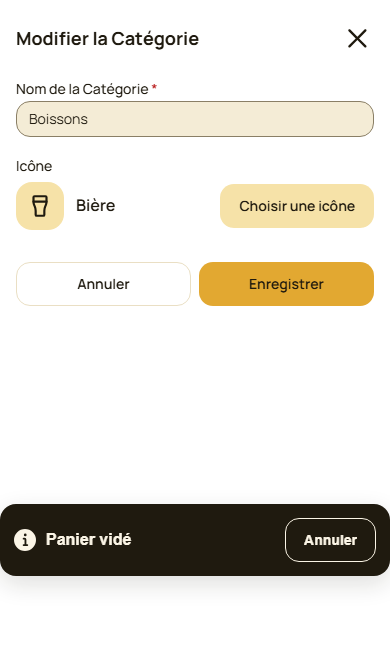 Modifier la Catégorie
Nom de la Catégorie *
Boissons
Icône
Bière
Choisir une icône
Annuler
Enregistrer
Panier vidé
Annuler